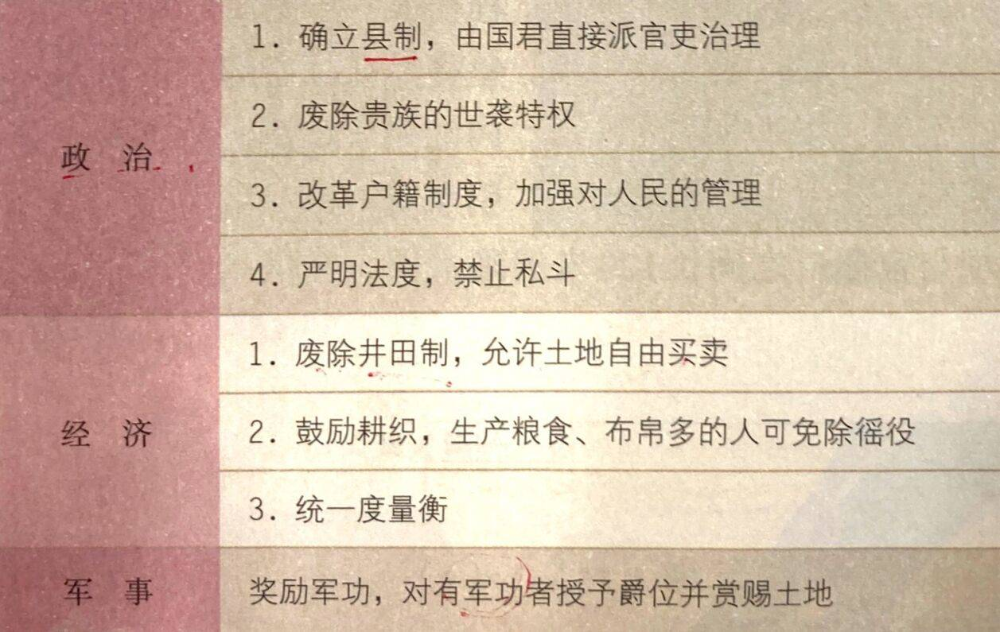 政 治
1. 确立县制，由国君直接派官吏治理
2. 废除贵族的世袭特权
3. 改革户籍制度，加强对人民的管理
4. 严明法度，禁止私斗
经 济
1. 废除井田制，允许土地自由买卖
2. 鼓励耕织，生产粮食、布帛多的人可免除徭役
3. 统一度量衡
军 事
奖励军功，对有军功者授予爵位并赏赐土地